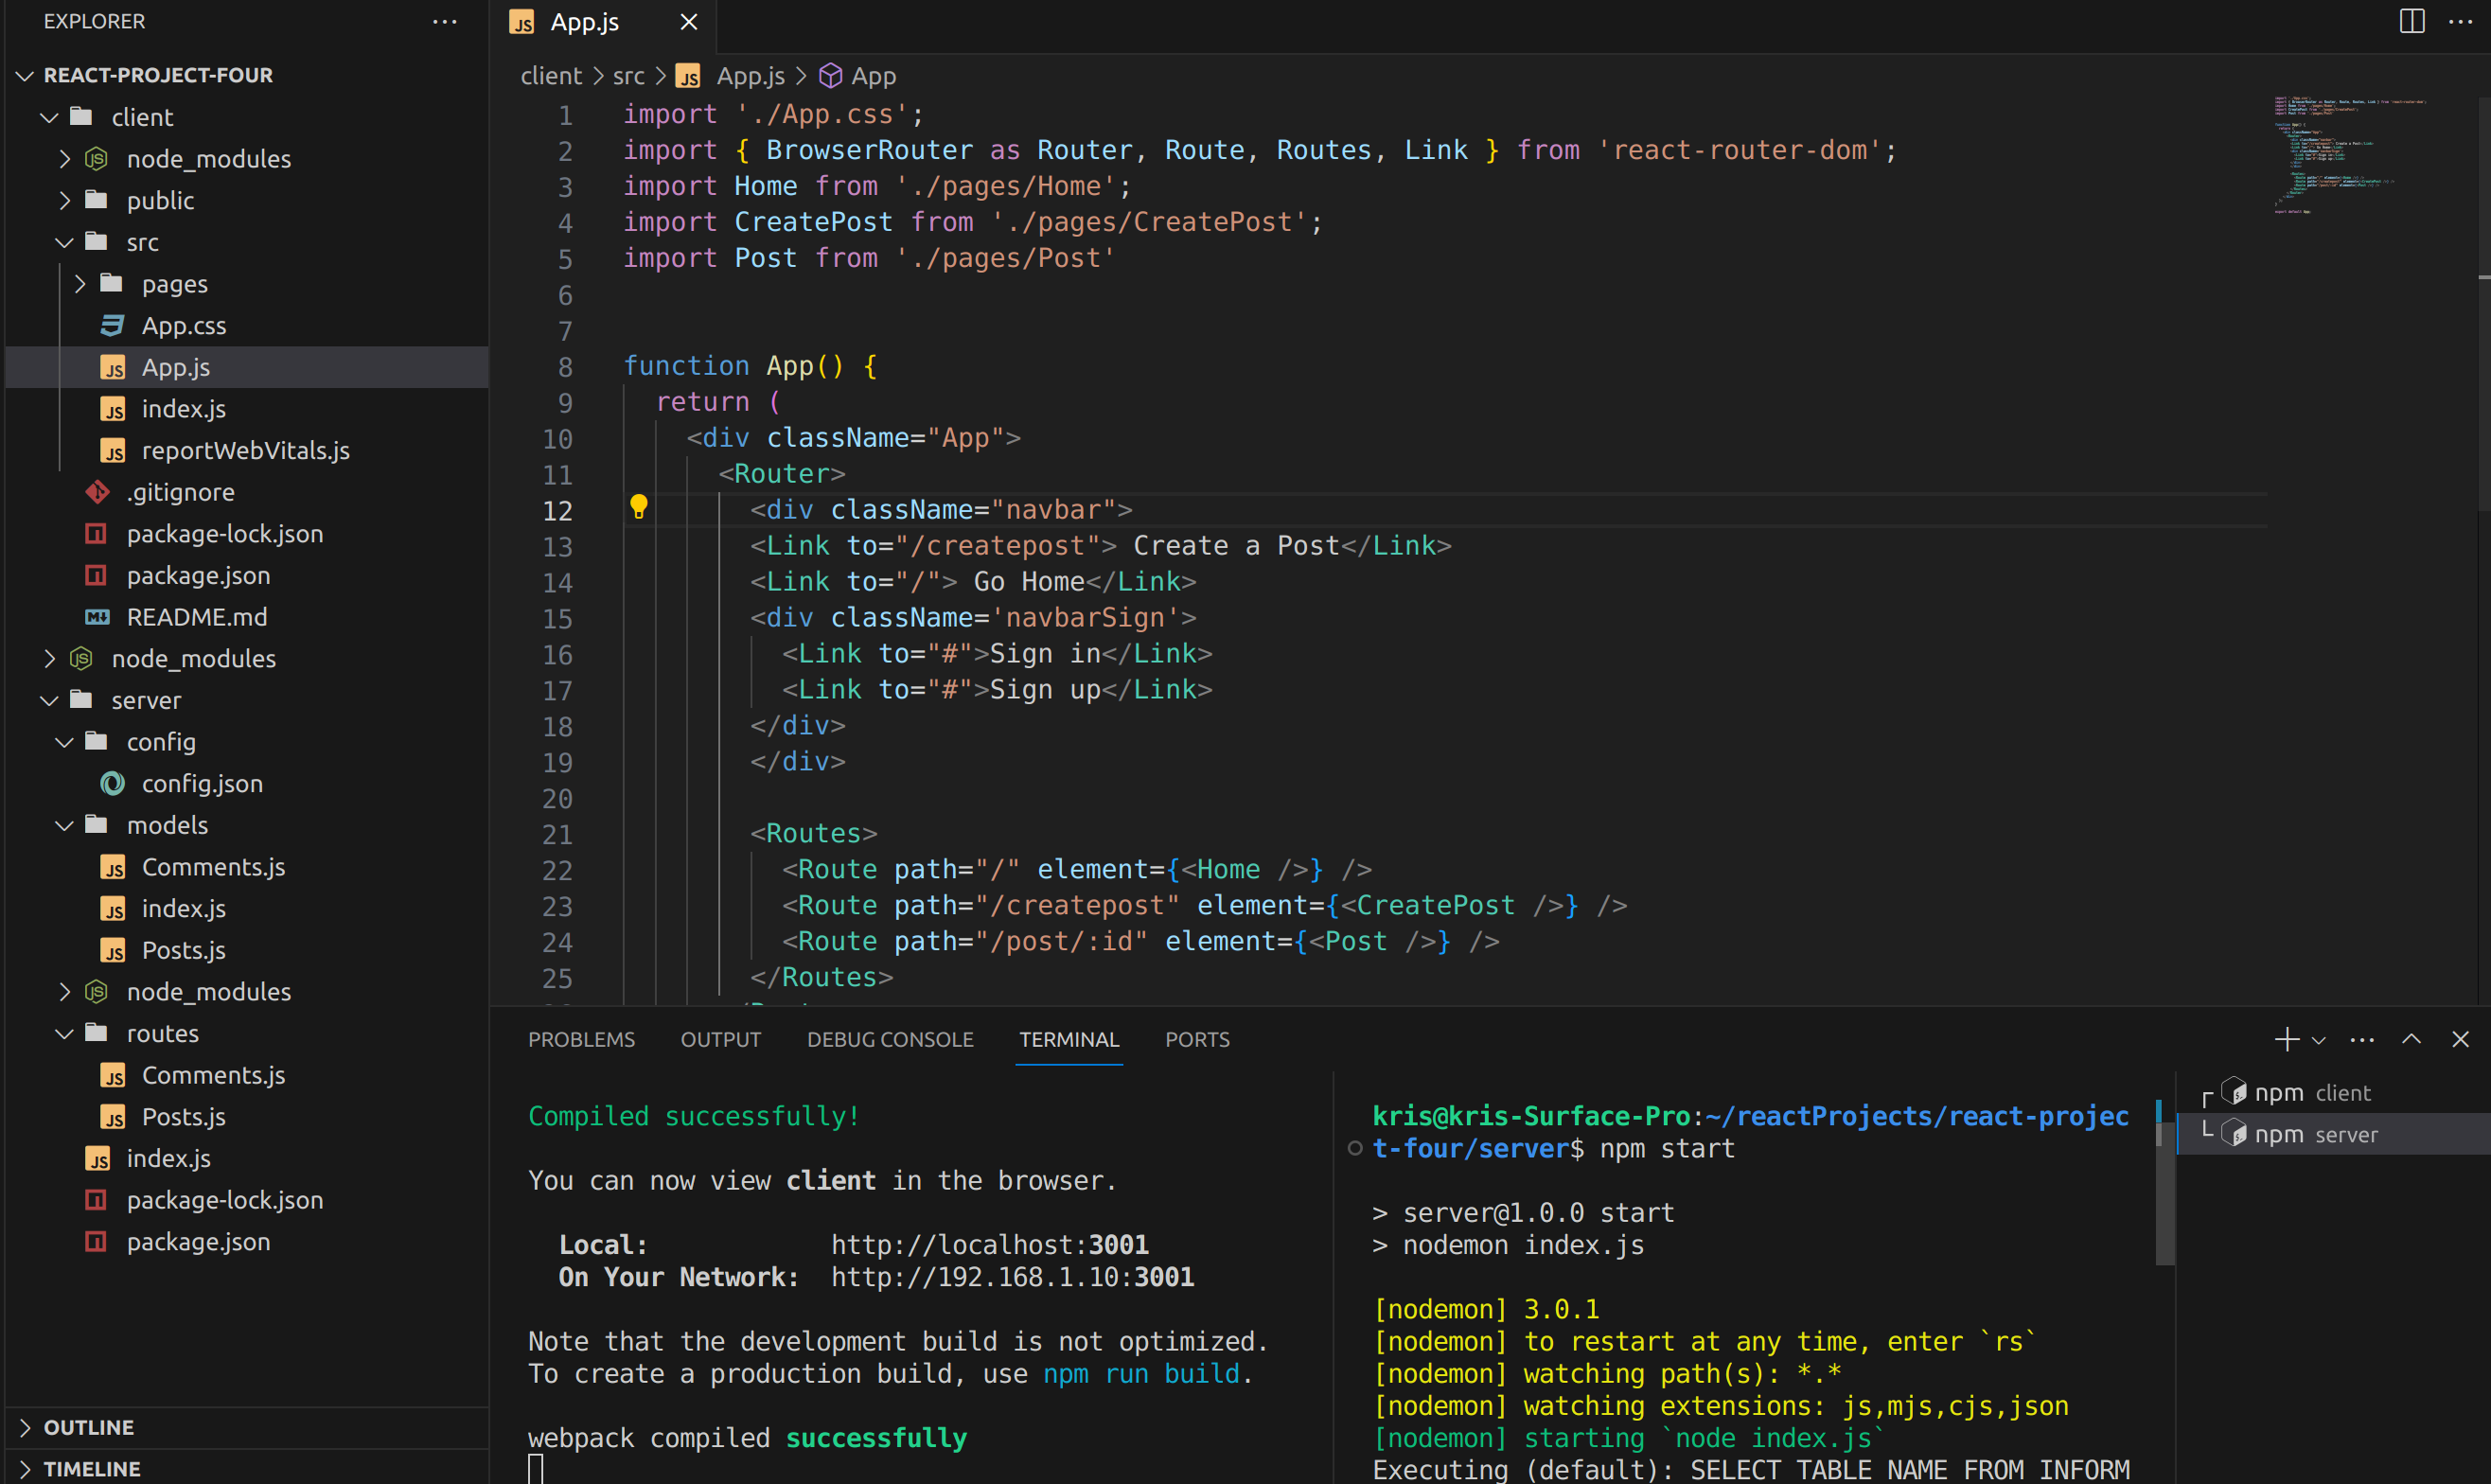 EXPLORER
REACT-PROJECT-FOUR
client
node_modules
public
src
pages
App.css
App.js
index.js
reportWebVitals.js
.gitignore
package-lock.json
package.json
README.md
node_modules
server
config
config.json
models
Comments.js
index.js
Posts.js
node_modules
routes
Comments.js
Posts.js
index.js
package-lock.json
package.json
OUTLINE
TIMELINE
JS App.js
client > src > JS App.js > App
1 import './App.css';
2 import { BrowserRouter as Router, Route, Routes, Link } from 'react-router-dom';
3 import Home from './pages/Home';
4 import CreatePost from './pages/CreatePost';
5 import Post from './pages/Post'
6
7
8 function App() {
9 return (
10 <div className="App">
11 <Router>
12 <div className="navbar">
13 <Link to="/createpost"> Create a Post</Link>
14 <Link to="/"> Go Home</Link>
15 <div className='navbarSign'>
16 <Link to="#">Sign in</Link>
17 <Link to="#">Sign up</Link>
18 </div>
19 </div>
20
21 <Routes>
22 <Route path="/" element={<Home />} />
23 <Route path="/createpost" element={<CreatePost />} />
24 <Route path="/post/:id" element={<Post />} />
25 </Routes>
PROBLEMS OUTPUT DEBUG CONSOLE TERMINAL PORTS
Compiled successfully!
You can now view client in the browser.
Local: http://localhost:3001
On Your Network: http://192.168.1.10:3001
Note that the development build is not optimized.
To create a production build, use npm run build.
webpack compiled successfully
kris@kris-Surface-Pro:~/reactProjects/react-projec
t-four/server$ npm start
> server@1.0.0 start
> nodemon index.js
[nodemon] 3.0.1
[nodemon] to restart at any time, enter `rs`
[nodemon] watching path(s): *.*
[nodemon] watching extensions: js,mjs,cjs,json
[nodemon] starting `node index.js`
Executing (default): SELECT TABLE_NAME FROM INFORM
npm client
npm server